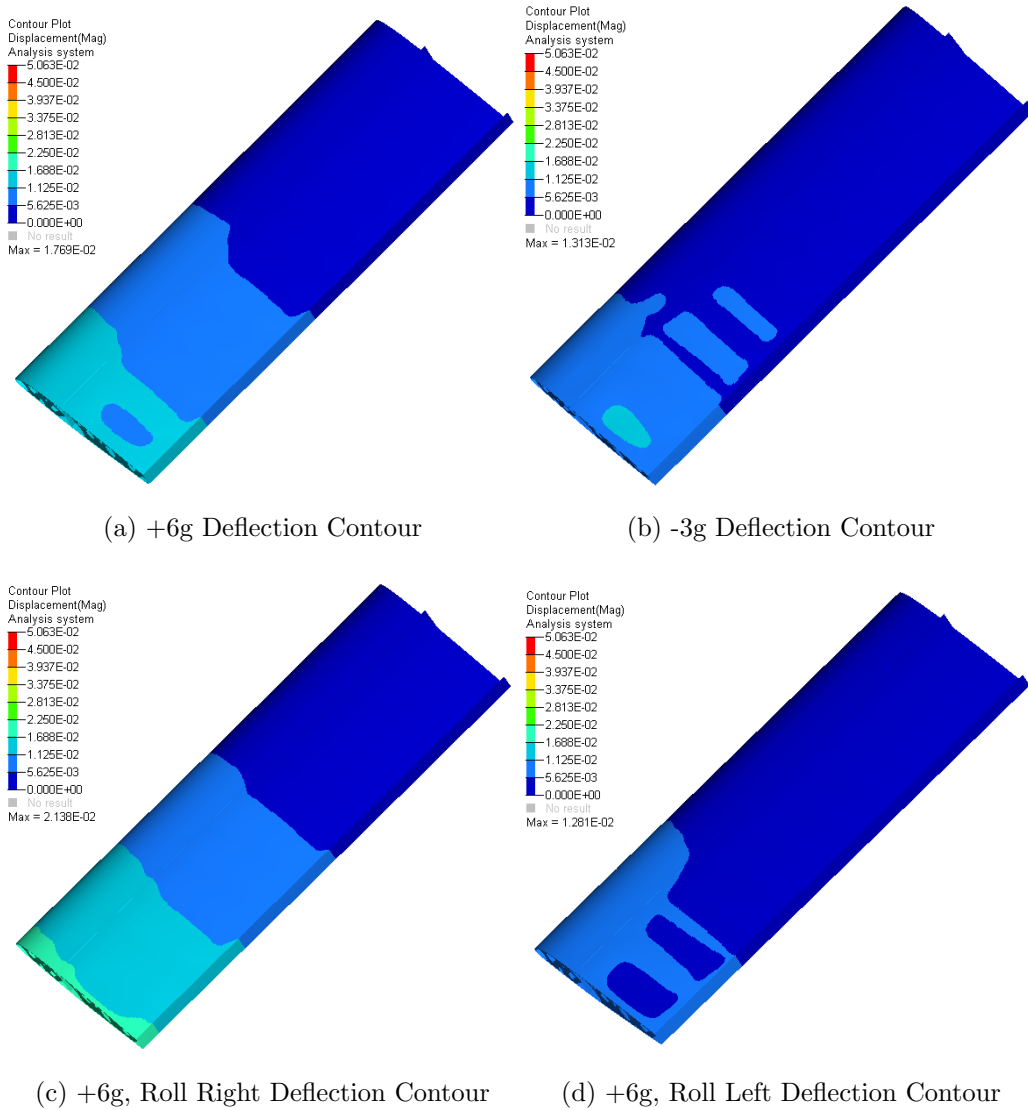 Contour Plot
Displacement(Mag)
Analysis system
5.063E-02
4.500E-02
3.937E-02
3.375E-02
2.813E-02
2.250E-02
1.688E-02
1.125E-02
5.625E-03
0.000E+00
No result
Max = 1.769E-02
(a) +6g Deflection Contour
Contour Plot
Displacement(Mag)
Analysis system
5.063E-02
4.500E-02
3.937E-02
3.375E-02
2.813E-02
2.250E-02
1.688E-02
1.125E-02
5.625E-03
0.000E+00
No result
Max = 1.313E-02
(b) -3g Deflection Contour
Contour Plot
Displacement(Mag)
Analysis system
5.063E-02
4.500E-02
3.937E-02
3.375E-02
2.813E-02
2.250E-02
1.688E-02
1.125E-02
5.625E-03
0.000E+00
No result
Max = 2.138E-02
(c) +6g, Roll Right Deflection Contour
Contour Plot
Displacement(Mag)
Analysis system
5.063E-02
4.500E-02
3.937E-02
3.375E-02
2.813E-02
2.250E-02
1.688E-02
1.125E-02
5.625E-03
0.000E+00
No result
Max = 1.281E-02
(d) +6g, Roll Left Deflection Contour